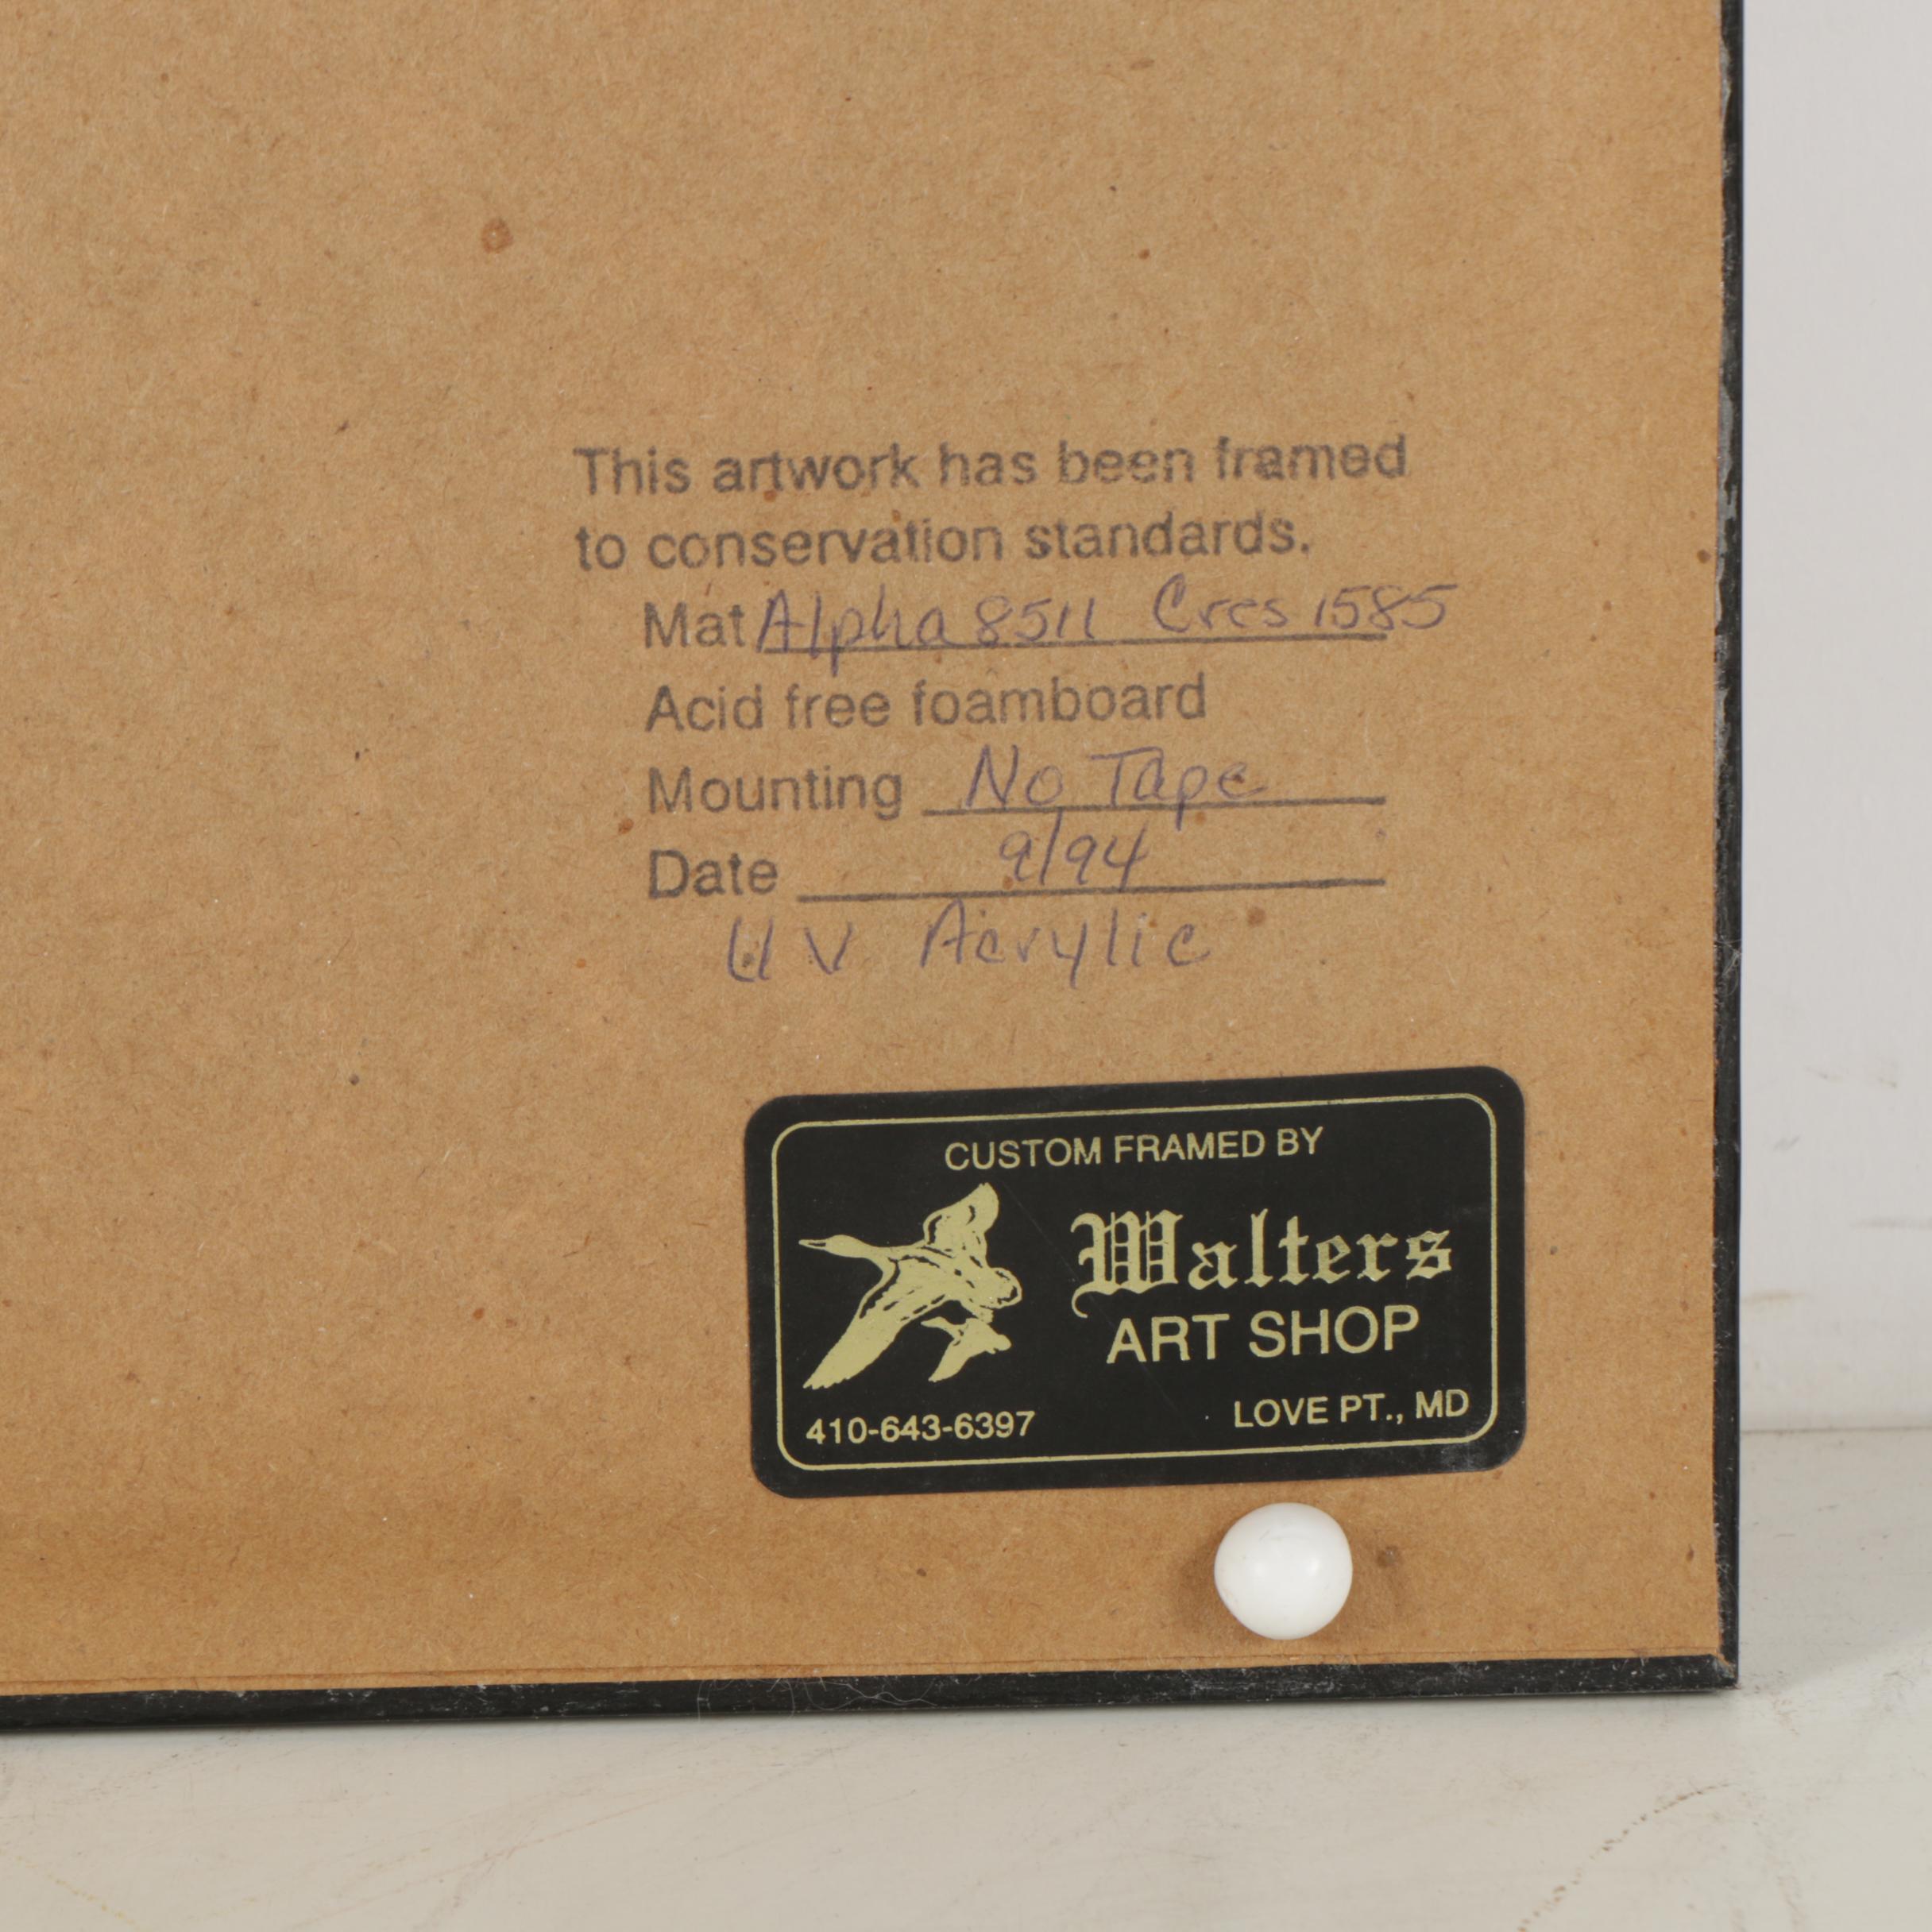 This artwork has been framed
to conservation standards.
Mat Alpha 8511 Cres 1585
Acid free foamboard
Mounting No Tape
Date 9/94
UV Acrylic
CUSTOM FRAMED BY
Walters
ART SHOP
410-643-6397 LOVE PT., MD